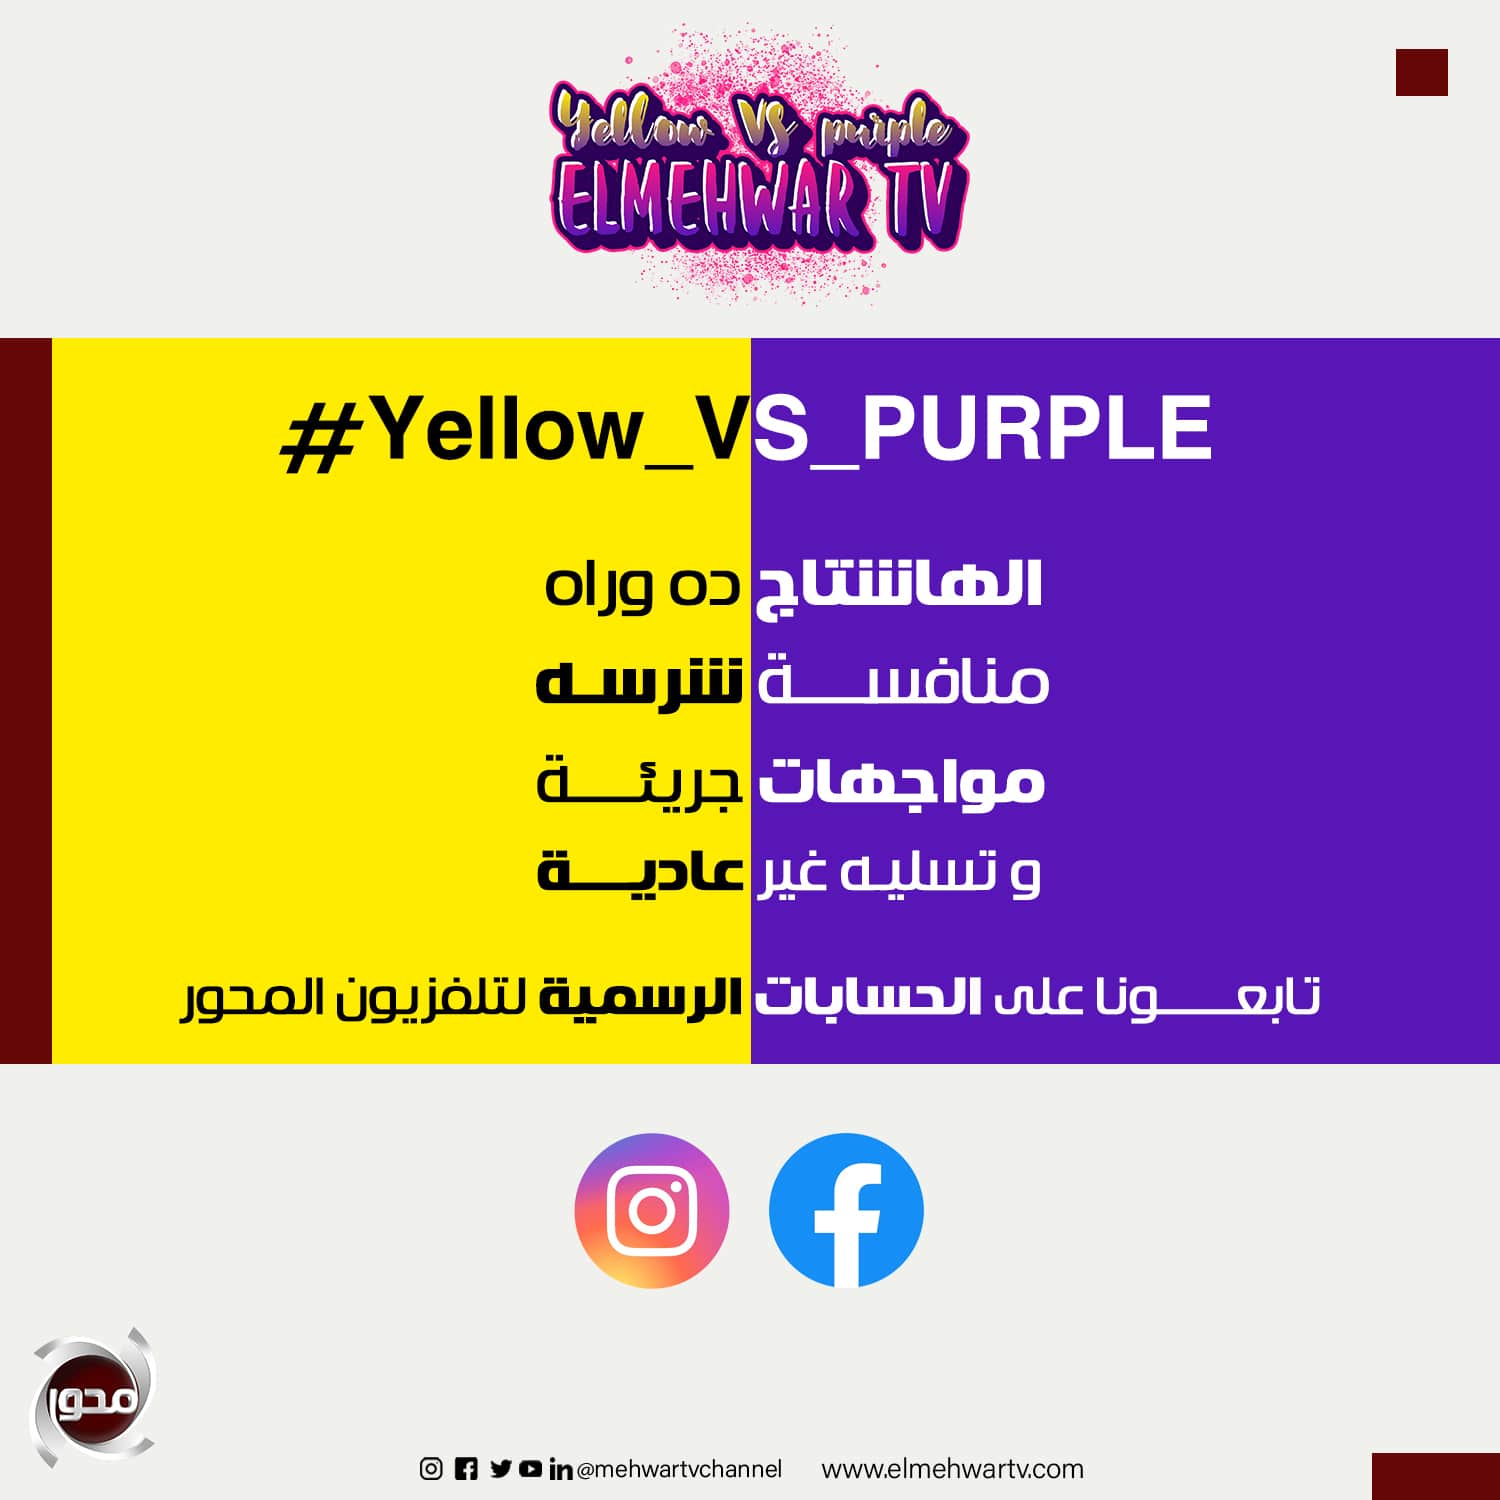 Yellow VS purple
ELMEHWAR TV
#Yellow_VS_PURPLE
الهاشتاج ده وراه
منافســـة شرسه
مواجهات جريئـــة
و تسليه غير عاديـــة
تابعـــونا على الحسابات الرسمية لتلفزيون المحور
محور
@mehwartvchannel www.elmehwartv.com